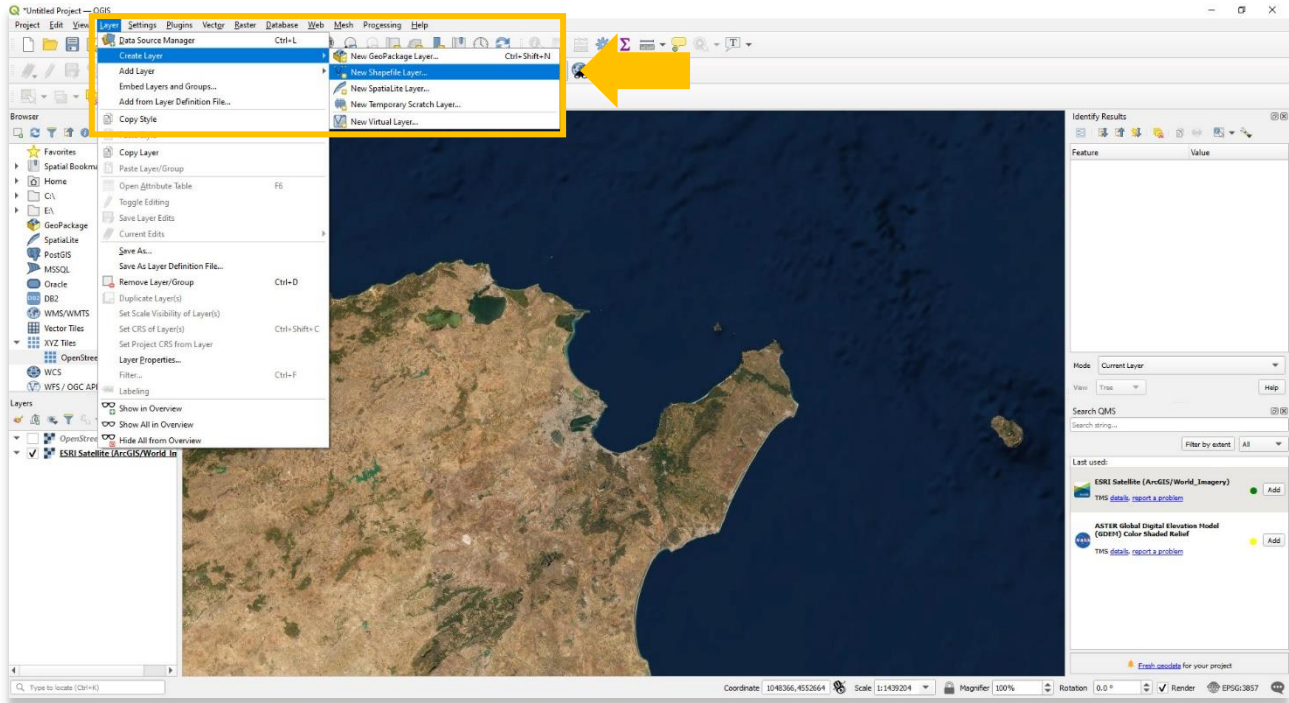 *Untitled Project — QGIS
Project Edit View Layer Settings Plugins Vector Raster Database Web Mesh Processing Help
Data Source Manager Ctrl+L
Create Layer
Add Layer
Embed Layers and Groups...
Add from Layer Definition File...
Copy Style
Copy Layer
Paste Layer/Group
Open Attribute Table F6
Toggle Editing
Save Layer Edits
Current Edits
Save As...
Save As Layer Definition File...
Remove Layer/Group Ctrl+D
Duplicate Layer(s)
Set Scale Visibility of Layer(s)
Set CRS of Layer(s) Ctrl+Shift+C
Set Project CRS from Layer
Layer Properties...
Filter... Ctrl+F
Labeling
Show in Overview
Show All in Overview
Hide All from Overview
New GeoPackage Layer... Ctrl+Shift+N
New Shapefile Layer...
New SpatiaLite Layer...
New Temporary Scratch Layer...
New Virtual Layer...
Browser
Favorites
Spatial Bookma
Home
C:\
E:\
GeoPackage
SpatiaLite
PostGIS
MSSQL
Oracle
DB2
WMS/WMTS
Vector Tiles
XYZ Tiles
OpenStree
WCS
WFS / OGC API
Layers
OpenStree
ESRI Satellite (ArcGIS/World_In
Identify Results
Feature Value
Mode Current Layer
View Tree Help
Search QMS
Search string...
Filter by extent All
Last used:
ESRI Satellite (ArcGIS/World_Imagery)
TMS details, report a problem
Add
ASTER Global Digital Elevation Model
(GDEM) Color Shaded Relief
TMS details, report a problem
Add
Fresh geodata for your project
Type to locate (Ctrl+K)
Coordinate 1048366,4552664 Scale 1:1439204 Magnifier 100% Rotation 0.0 ° Render EPSG:3857